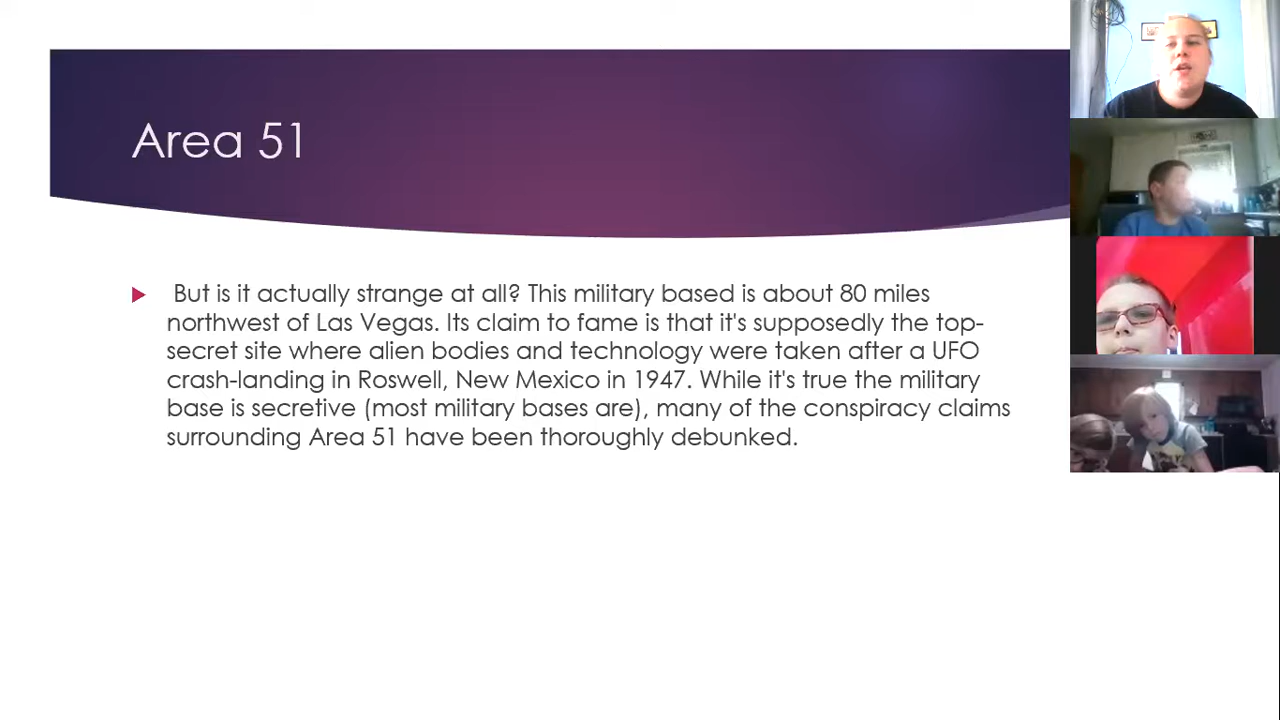 Area 51
But is it actually strange at all? This military based is about 80 miles
northwest of Las Vegas. Its claim to fame is that it's supposedly the top-
secret site where alien bodies and technology were taken after a UFO
crash-landing in Roswell, New Mexico in 1947. While it's true the military
base is secretive (most military bases are), many of the conspiracy claims
surrounding Area 51 have been thoroughly debunked.